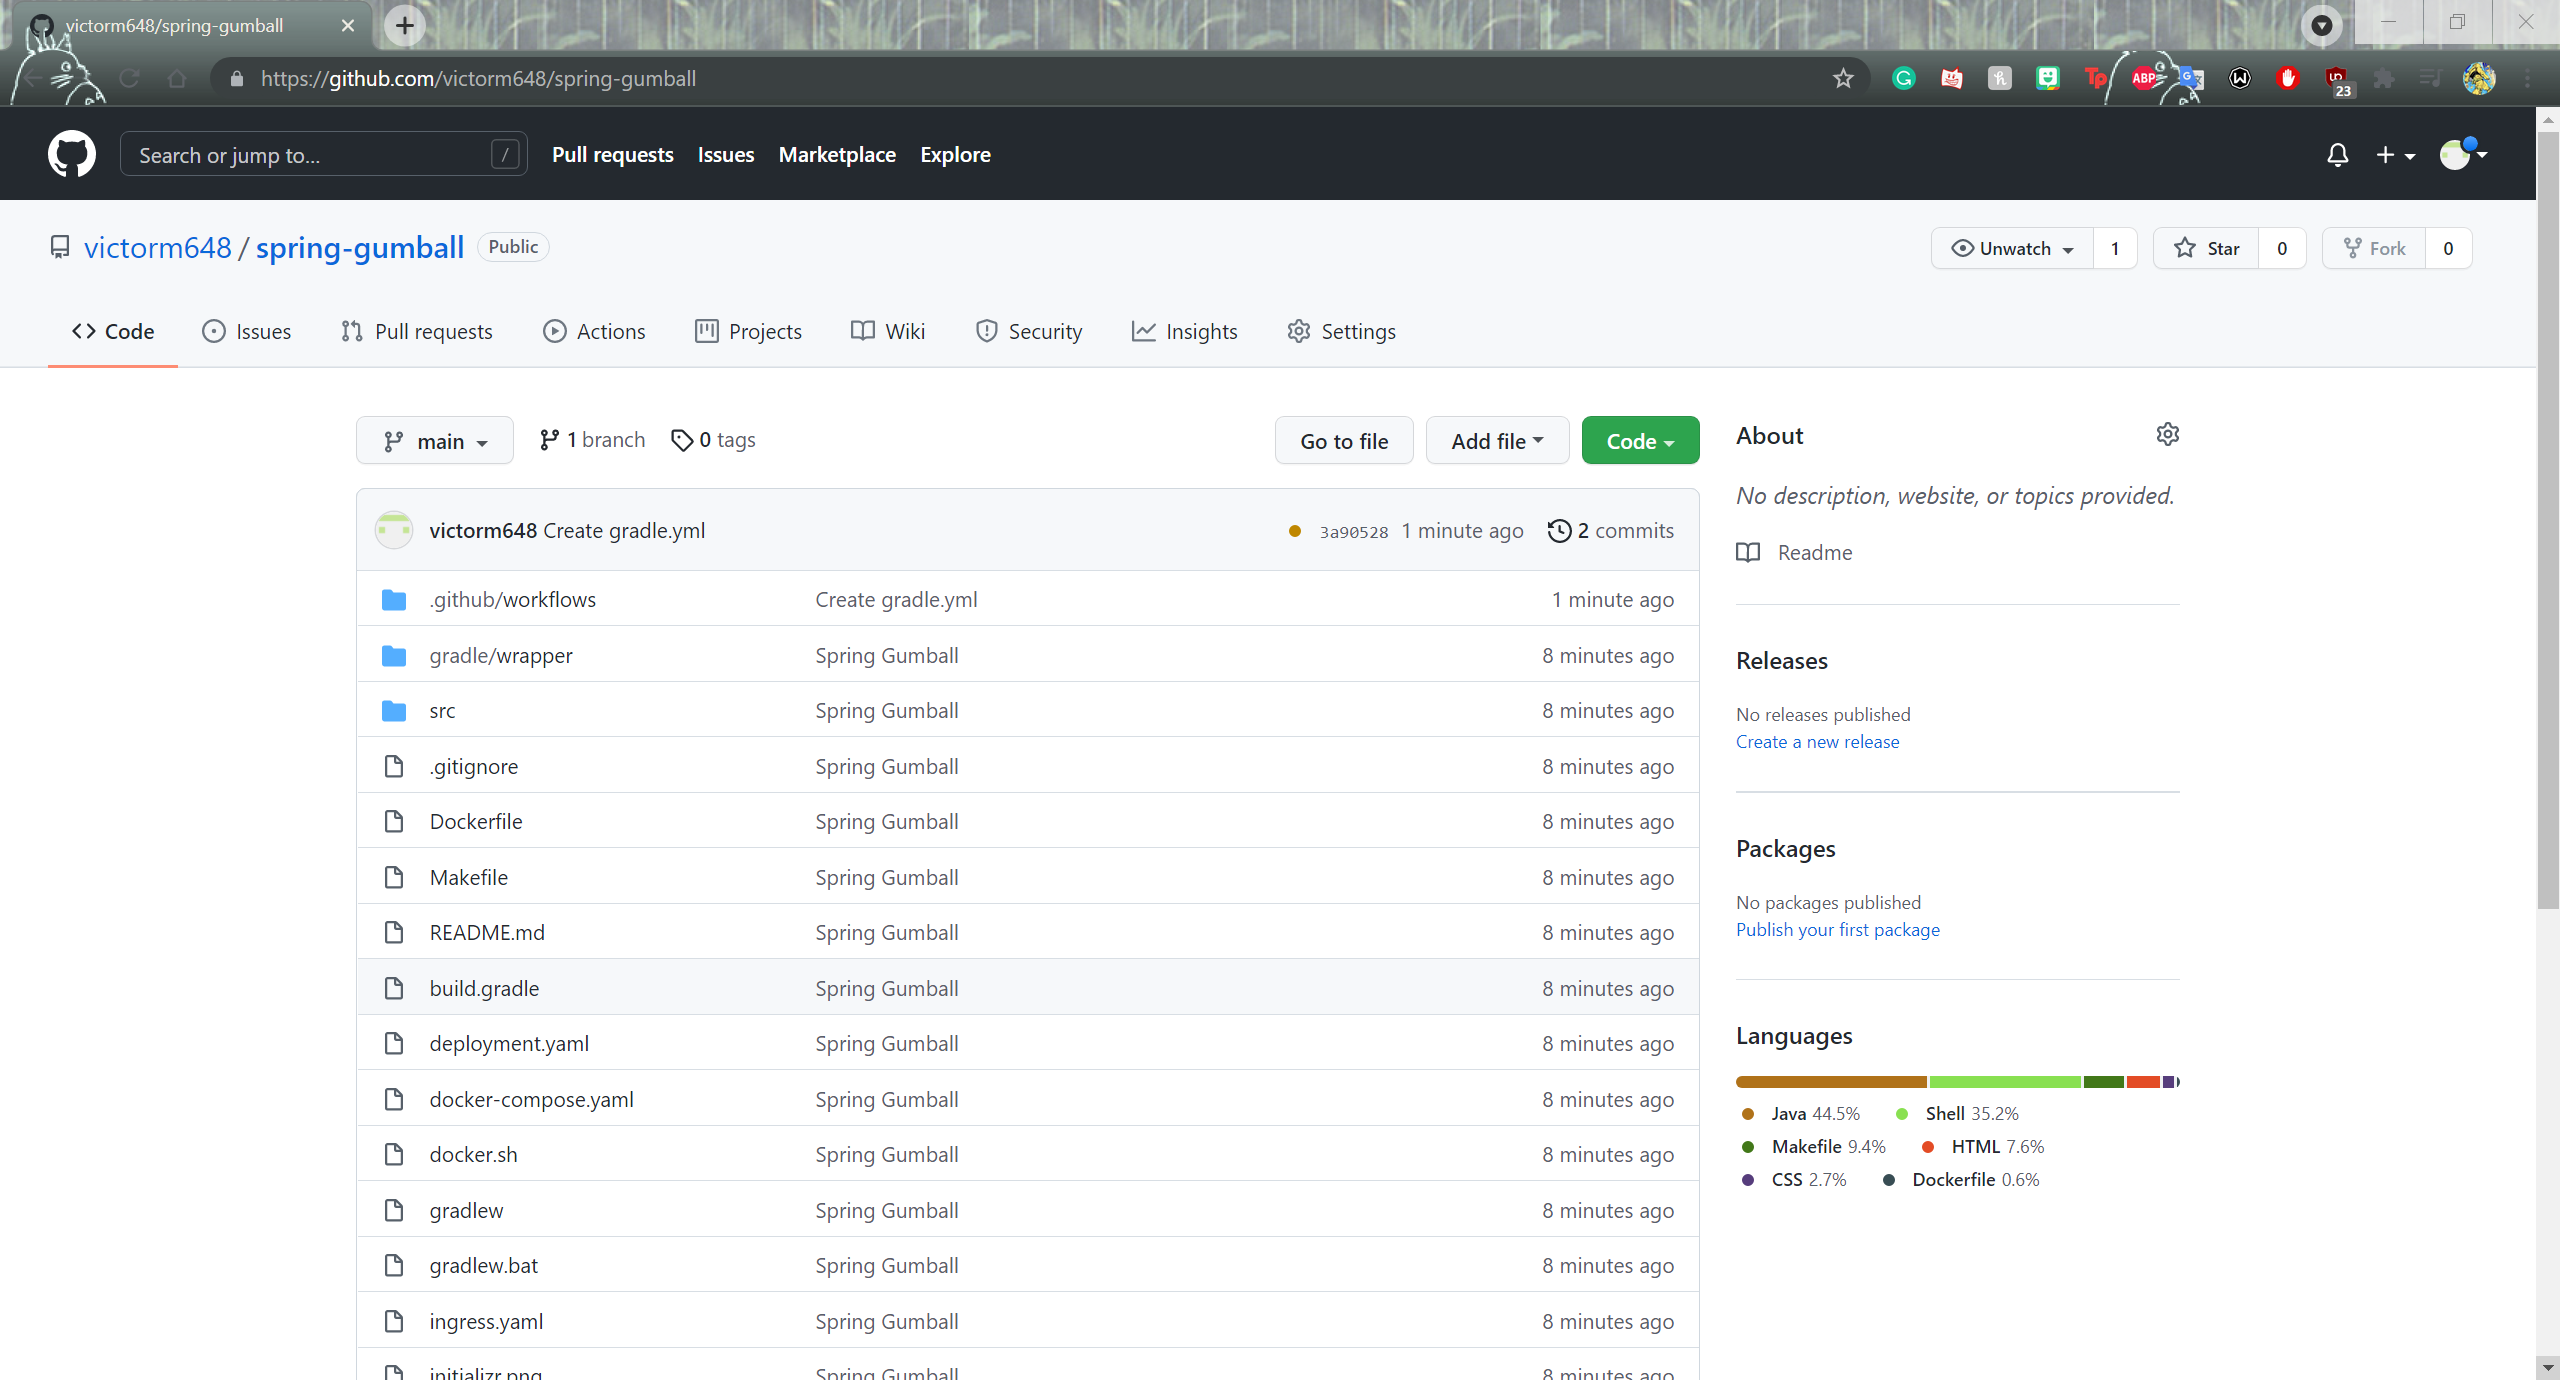 victorm648/spring-gumball
https://github.com/victorm648/spring-gumball
23
Search or jump to... /
Pull requests Issues Marketplace Explore
victorm648 / spring-gumball Public
Unwatch 1 Star 0 Fork 0
Code Issues Pull requests Actions Projects Wiki Security Insights Settings
main 1 branch 0 tags Go to file Add file Code
victorm648 Create gradle.yml 3a90528 1 minute ago 2 commits
.github/workflows Create gradle.yml 1 minute ago
gradle/wrapper Spring Gumball 8 minutes ago
src Spring Gumball 8 minutes ago
.gitignore Spring Gumball 8 minutes ago
Dockerfile Spring Gumball 8 minutes ago
Makefile Spring Gumball 8 minutes ago
README.md Spring Gumball 8 minutes ago
build.gradle Spring Gumball 8 minutes ago
deployment.yaml Spring Gumball 8 minutes ago
docker-compose.yaml Spring Gumball 8 minutes ago
docker.sh Spring Gumball 8 minutes ago
gradlew Spring Gumball 8 minutes ago
gradlew.bat Spring Gumball 8 minutes ago
ingress.yaml Spring Gumball 8 minutes ago
initializr.png Spring Gumball 8 minutes ago
About
No description, website, or topics provided.
Readme
Releases
No releases published
Create a new release
Packages
No packages published
Publish your first package
Languages
Java 44.5% Shell 35.2%
Makefile 9.4% HTML 7.6%
CSS 2.7% Dockerfile 0.6%